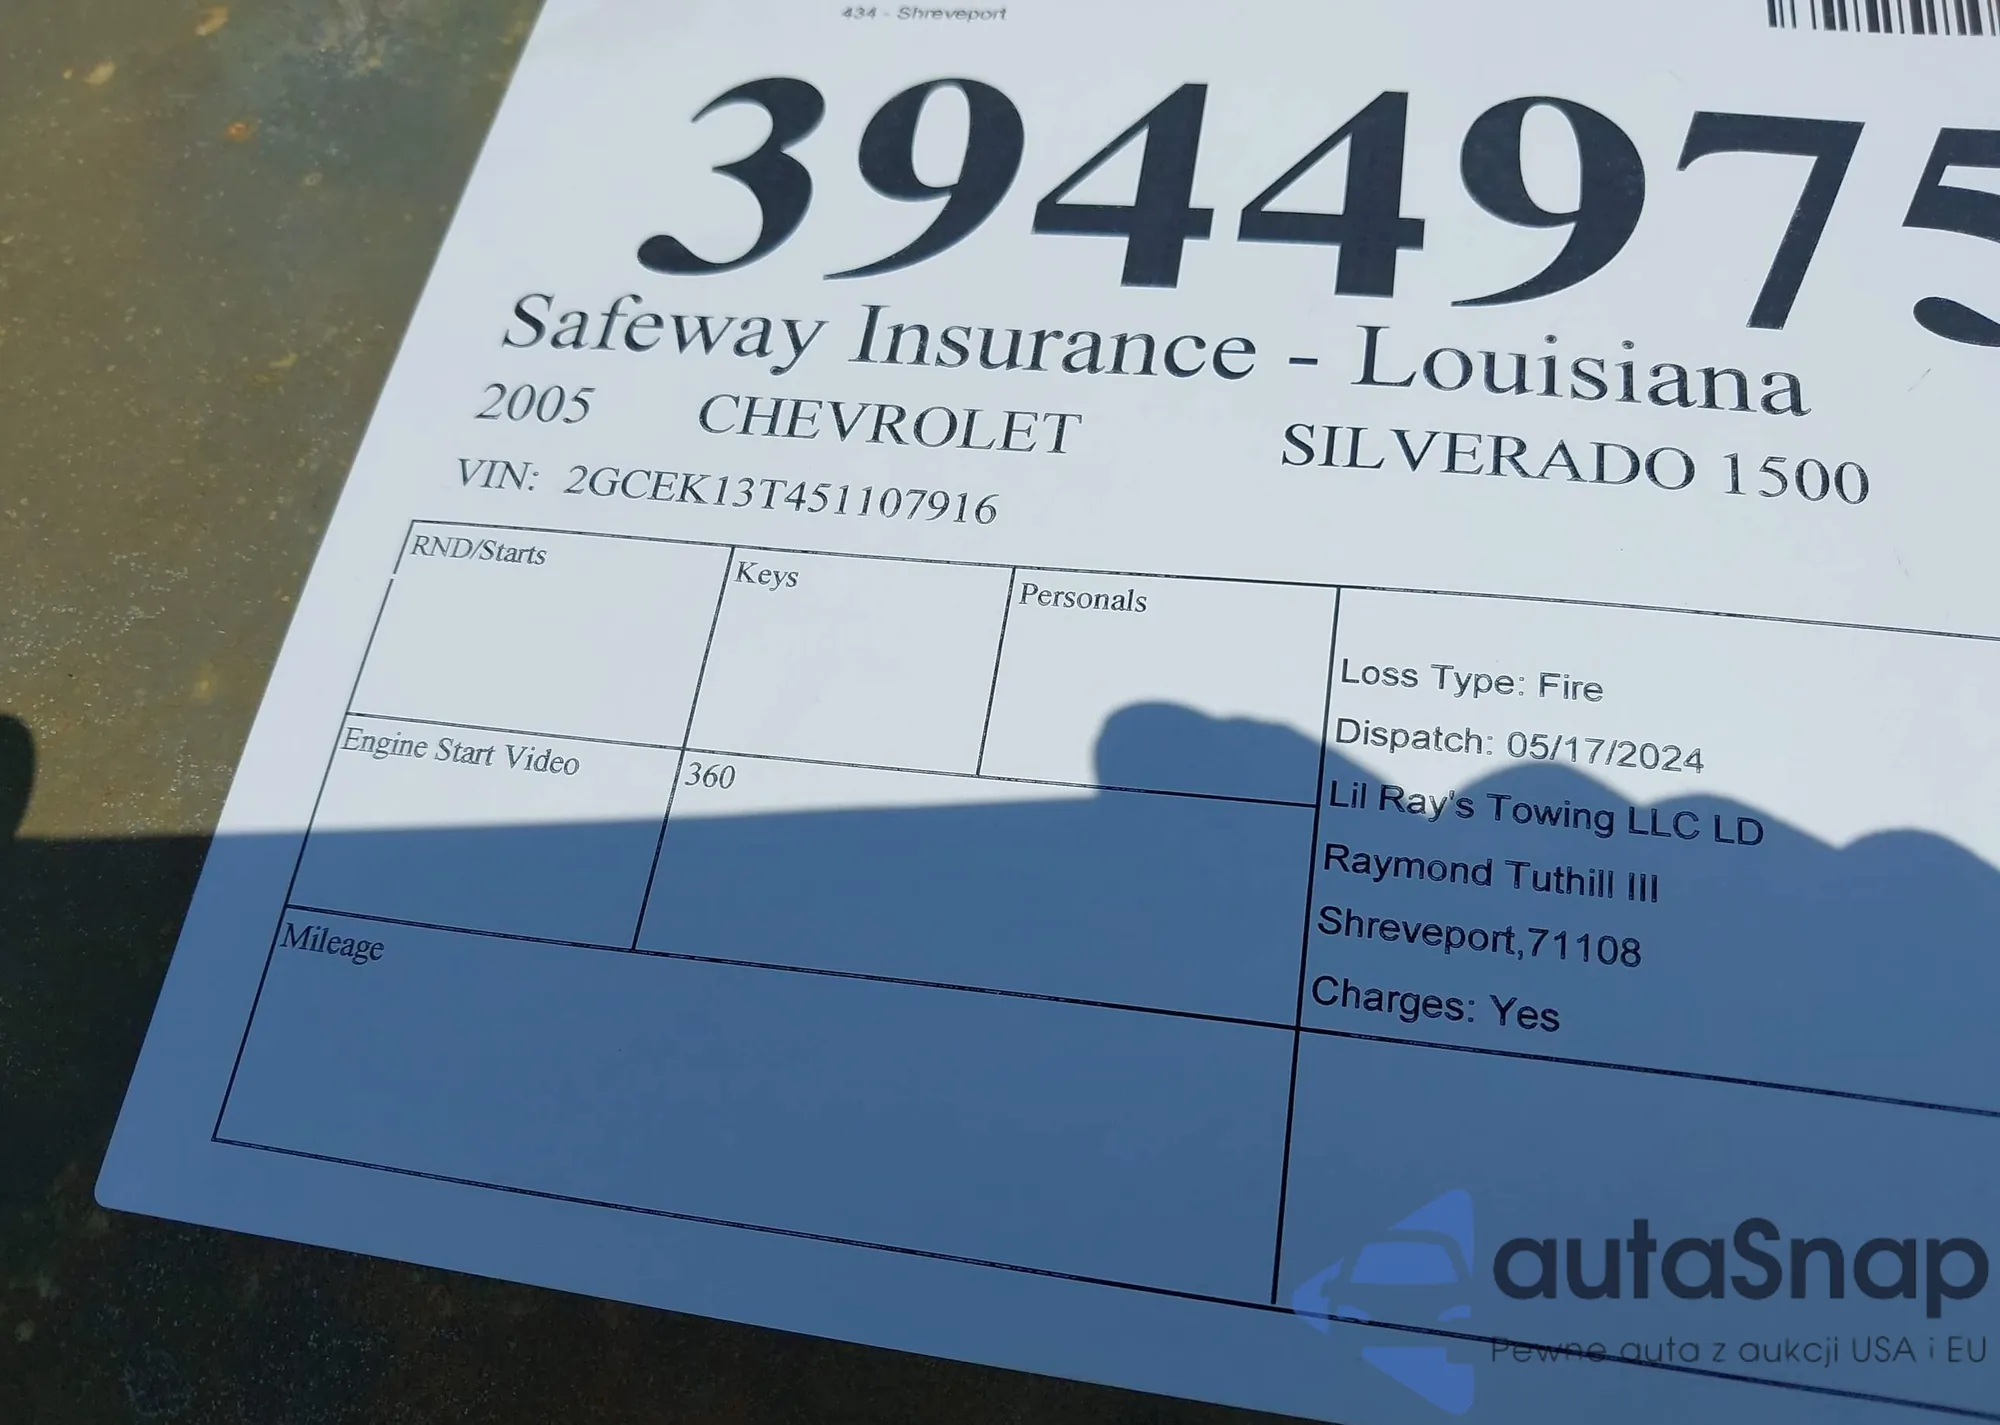 434 - Shreveport
3944975
Safeway Insurance - Louisiana
2005 CHEVROLET SILVERADO 1500
VIN: 2GCEK13T451107916
RND/Starts
Keys
Personals
Loss Type: Fire
Dispatch: 05/17/2024
Lil Ray's Towing LLC LD
Raymond Tuthill III
Shreveport,71108
Charges: Yes
Engine Start Video
360
Mileage
autaSnap
Pewne auta z aukcji USA i EU